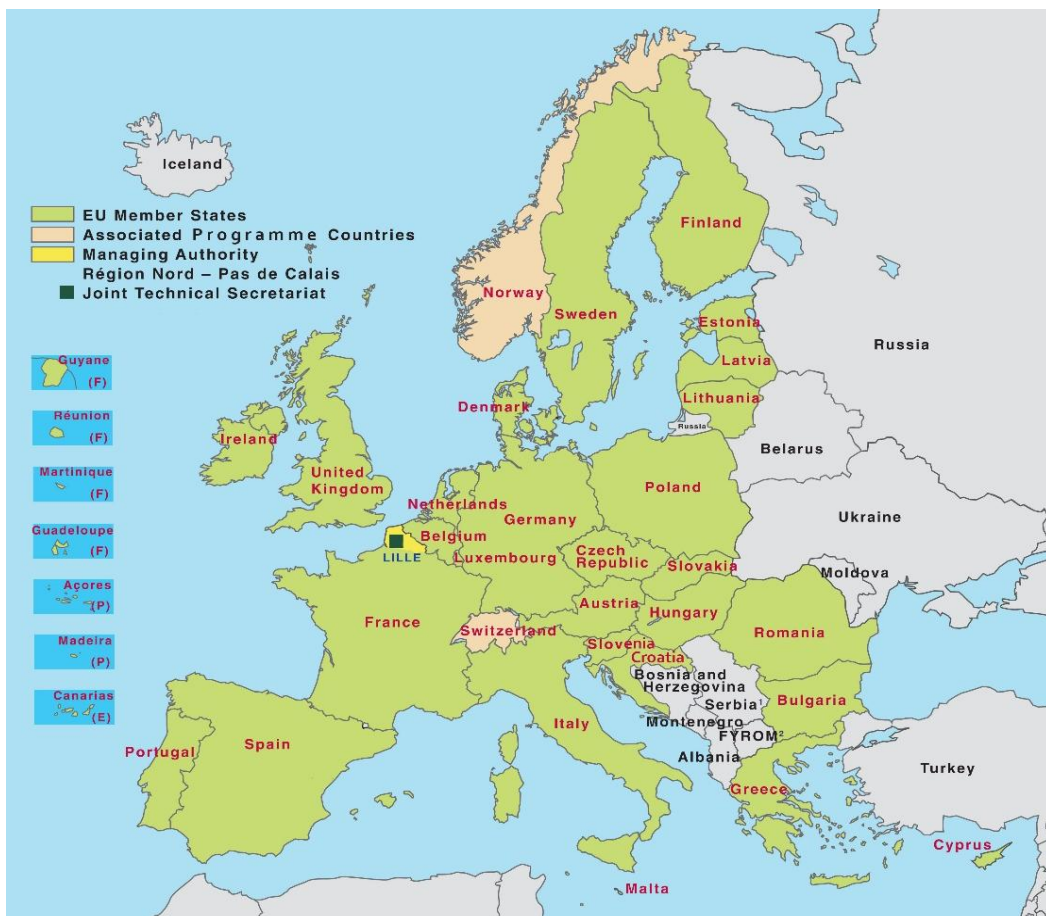 Iceland
EU Member States
Associated Programme Countries
Managing Authority
Région Nord – Pas de Calais
Joint Technical Secretariat
Guyane
(F)
Réunion
(F)
Martinique
(F)
Guadeloupe
(F)
Açores
(P)
Madeira
(P)
Canarias
(E)
Norway
Sweden
Finland
Estonia
Latvia
Lithuania
Russia
Russia
Belarus
Ukraine
Moldova
Denmark
Ireland
United
Kingdom
Netherlands
Belgium
LILLE
Luxembourg
Germany
Poland
Czech
Republic
Slovakia
Austria
Hungary
Romania
France
Switzerland
Slovenia
Croatia
Bosnia and
Herzegovina
Serbia¹
Montenegro
FYROM²
Albania
Bulgaria
Italy
Portugal
Spain
Greece
Turkey
Cyprus
Malta